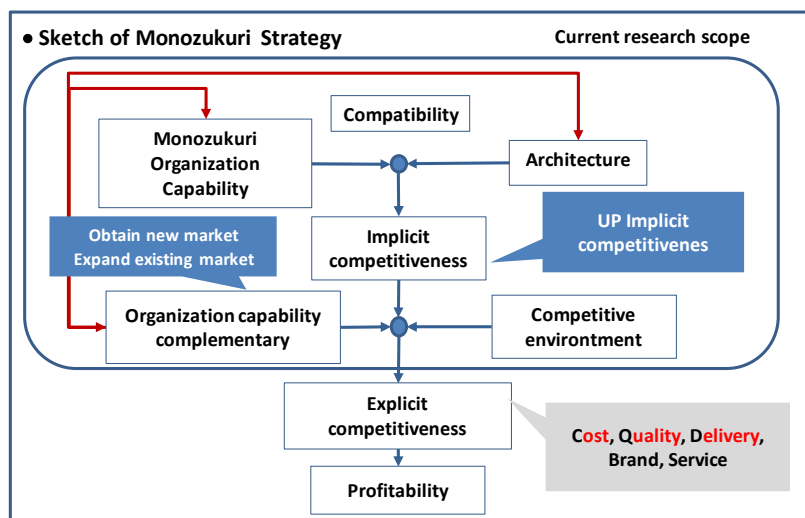 • Sketch of Monozukuri Strategy
Current research scope
Compatibility
Monozukuri
Organization
Capability
Architecture
Obtain new market
Expand existing market
Implicit
competitiveness
UP Implicit
competitivenes
Organization capability
complementary
Competitive
environtment
Explicit
competitiveness
Cost, Quality, Delivery,
Brand, Service
Profitability